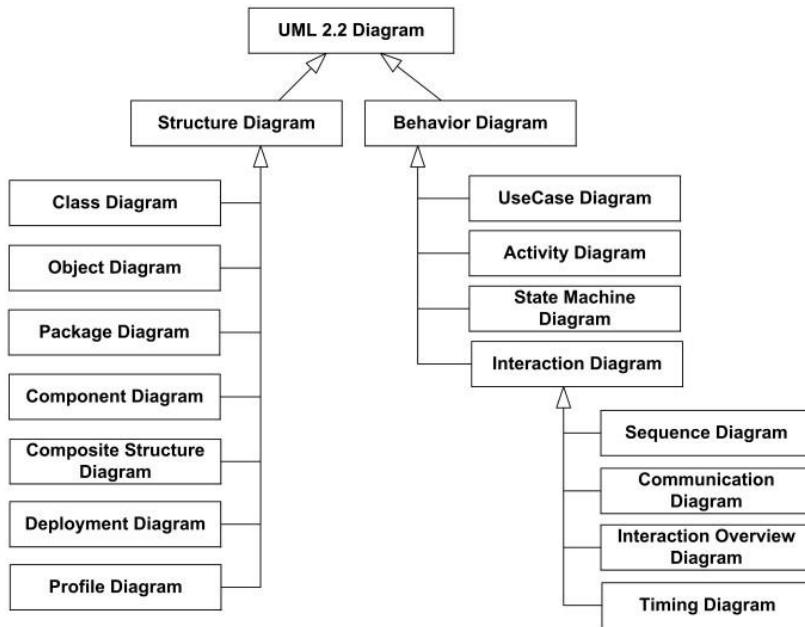 UML 2.2 Diagram
Structure Diagram
Behavior Diagram
Class Diagram
Object Diagram
Package Diagram
Component Diagram
Composite Structure
Diagram
Deployment Diagram
Profile Diagram
UseCase Diagram
Activity Diagram
State Machine
Diagram
Interaction Diagram
Sequence Diagram
Communication
Diagram
Interaction Overview
Diagram
Timing Diagram